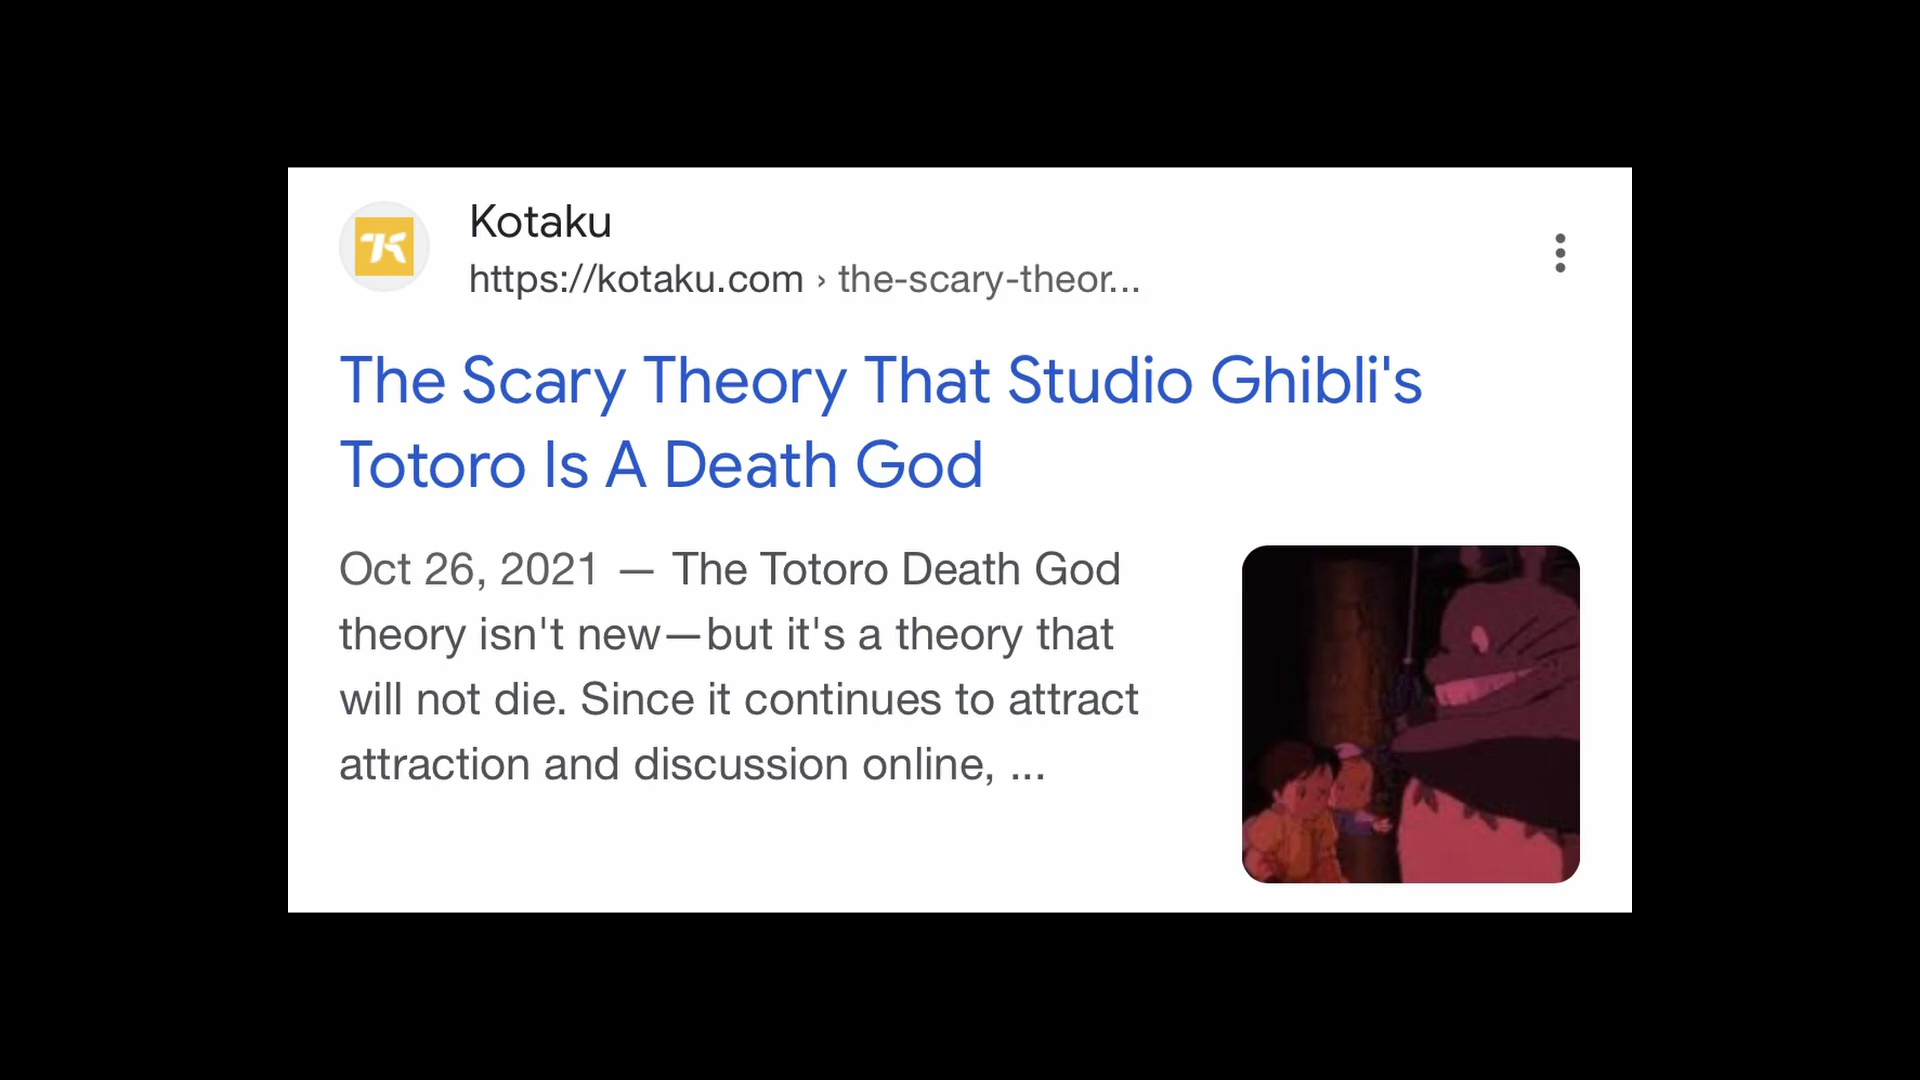 Kotaku
https://kotaku.com › the-scary-theor...
The Scary Theory That Studio Ghibli's
Totoro Is A Death God
Oct 26, 2021 — The Totoro Death God
theory isn't new—but it's a theory that
will not die. Since it continues to attract
attraction and discussion online, ...